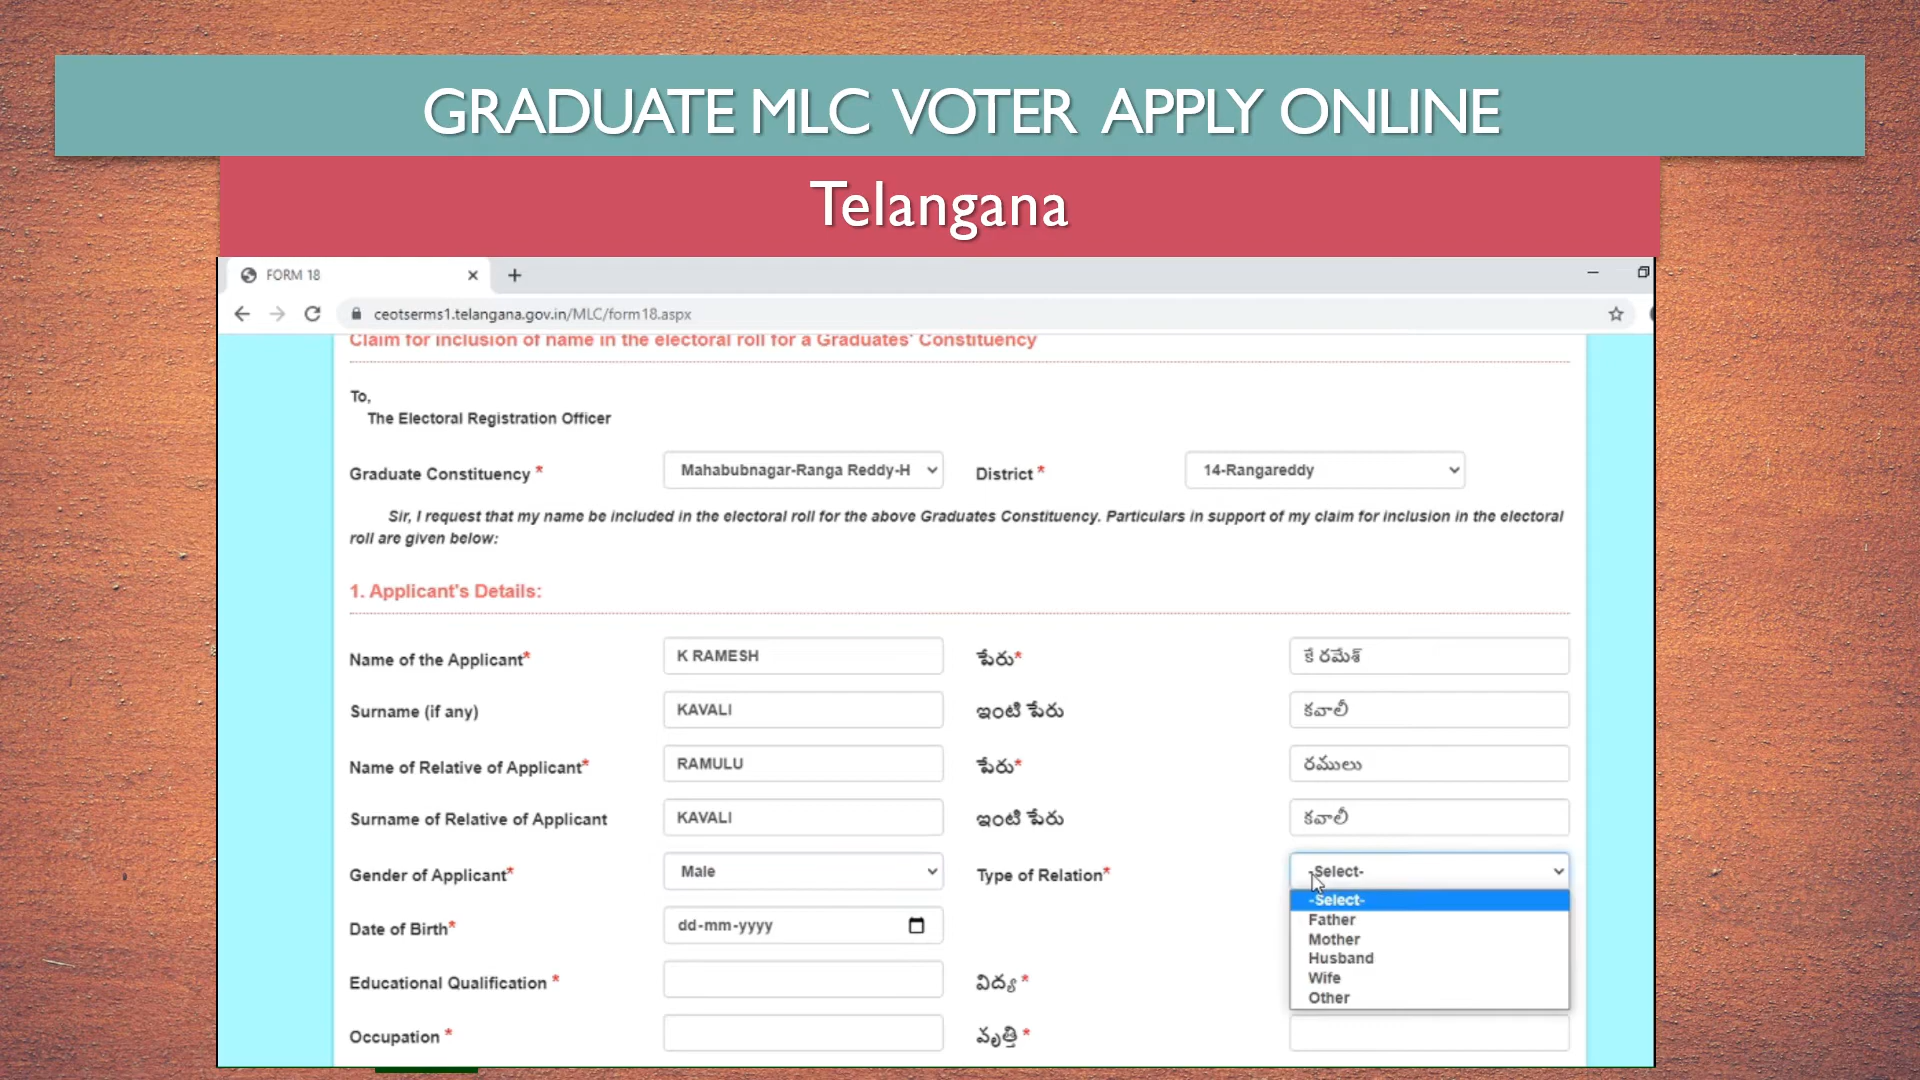 GRADUATE MLC VOTER APPLY ONLINE
Telangana
FORM 18
ceotserms1.telangana.gov.in/MLC/form18.aspx
Claim for inclusion of name in the electoral roll for a Graduates' Constituency
To,
The Electoral Registration Officer
Graduate Constituency * Mahabubnagar-Ranga Reddy-H District * 14-Rangareddy
Sir, I request that my name be included in the electoral roll for the above Graduates Constituency. Particulars in support of my claim for inclusion in the electoral
roll are given below:
1. Applicant's Details:
Name of the Applicant* K RAMESH పేరు* కే రమేశ్
Surname (if any) KAVALI ఇంటి పేరు కవాలీ
Name of Relative of Applicant* RAMULU పేరు* రములు
Surname of Relative of Applicant KAVALI ఇంటి పేరు కవాలీ
Gender of Applicant* Male Type of Relation* -Select-
-Select-
Father
Date of Birth* dd-mm-yyyy
Mother
Husband
Educational Qualification * విద్య *
Wife
Other
Occupation * వృత్తి *